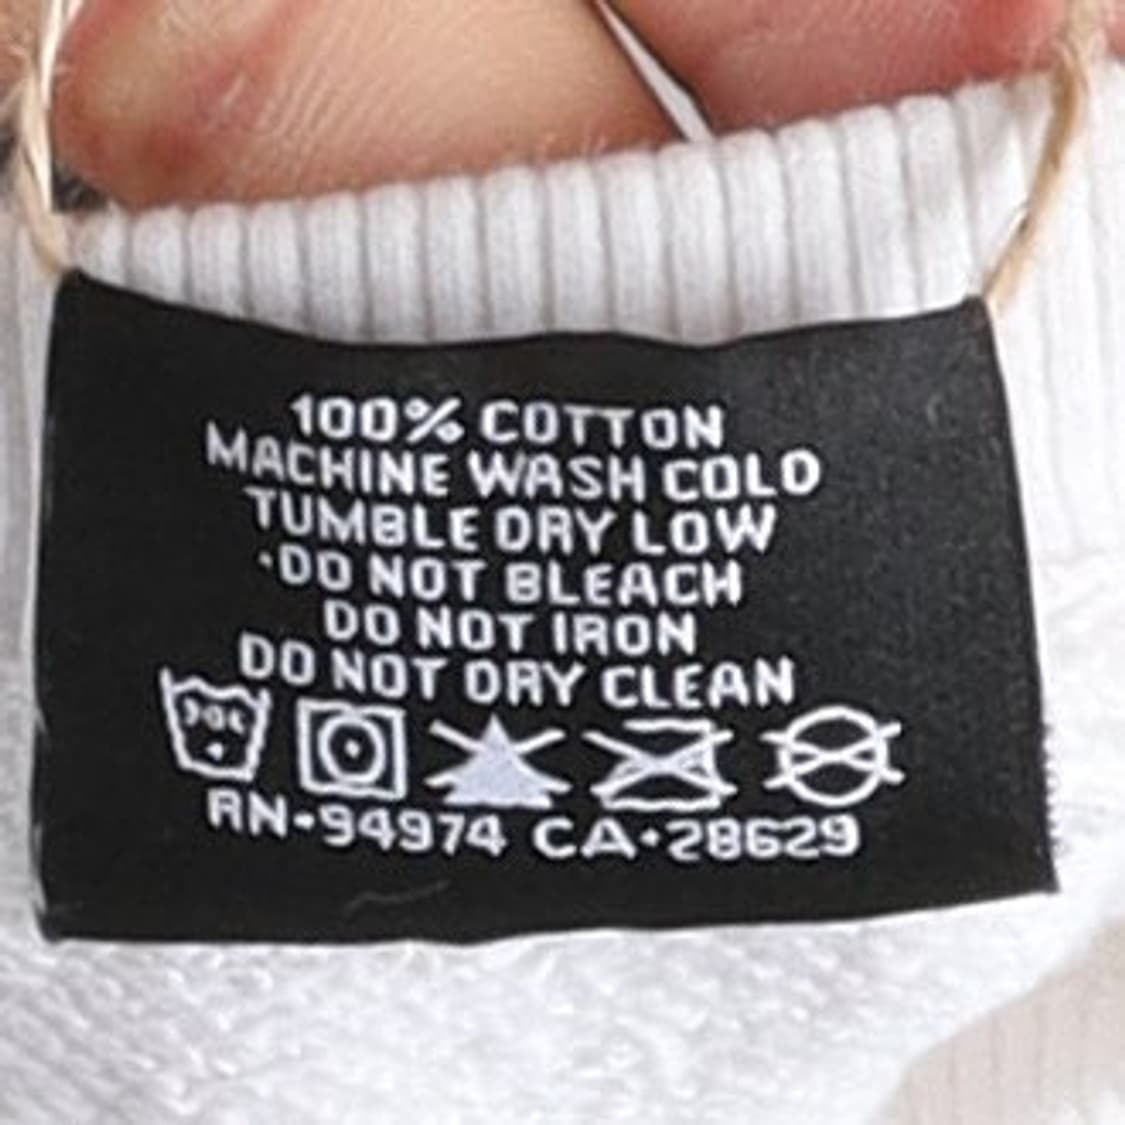 100% COTTON
MACHINE WASH COLD
TUMBLE DRY LOW
·DO NOT BLEACH
DO NOT IRON
DO NOT DRY CLEAN
RN·94974 CA·28629